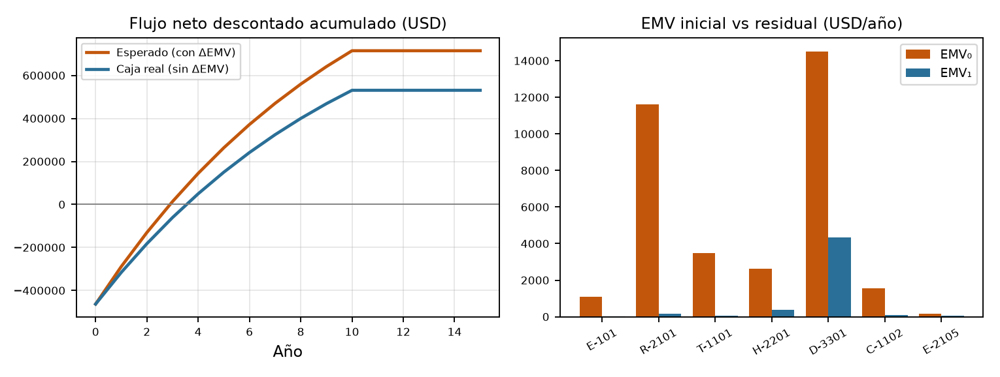 Flujo neto descontado acumulado (USD)
Esperado (con ΔEMV)
Caja real (sin ΔEMV)
600000
400000
200000
0
−200000
−400000
0 2 4 6 8 10 12 14
Año
EMV inicial vs residual (USD/año)
EMV₀
EMV₁
14000
12000
10000
8000
6000
4000
2000
0
E-101 R-2101 T-1101 H-2201 D-3301 C-1102 E-2105